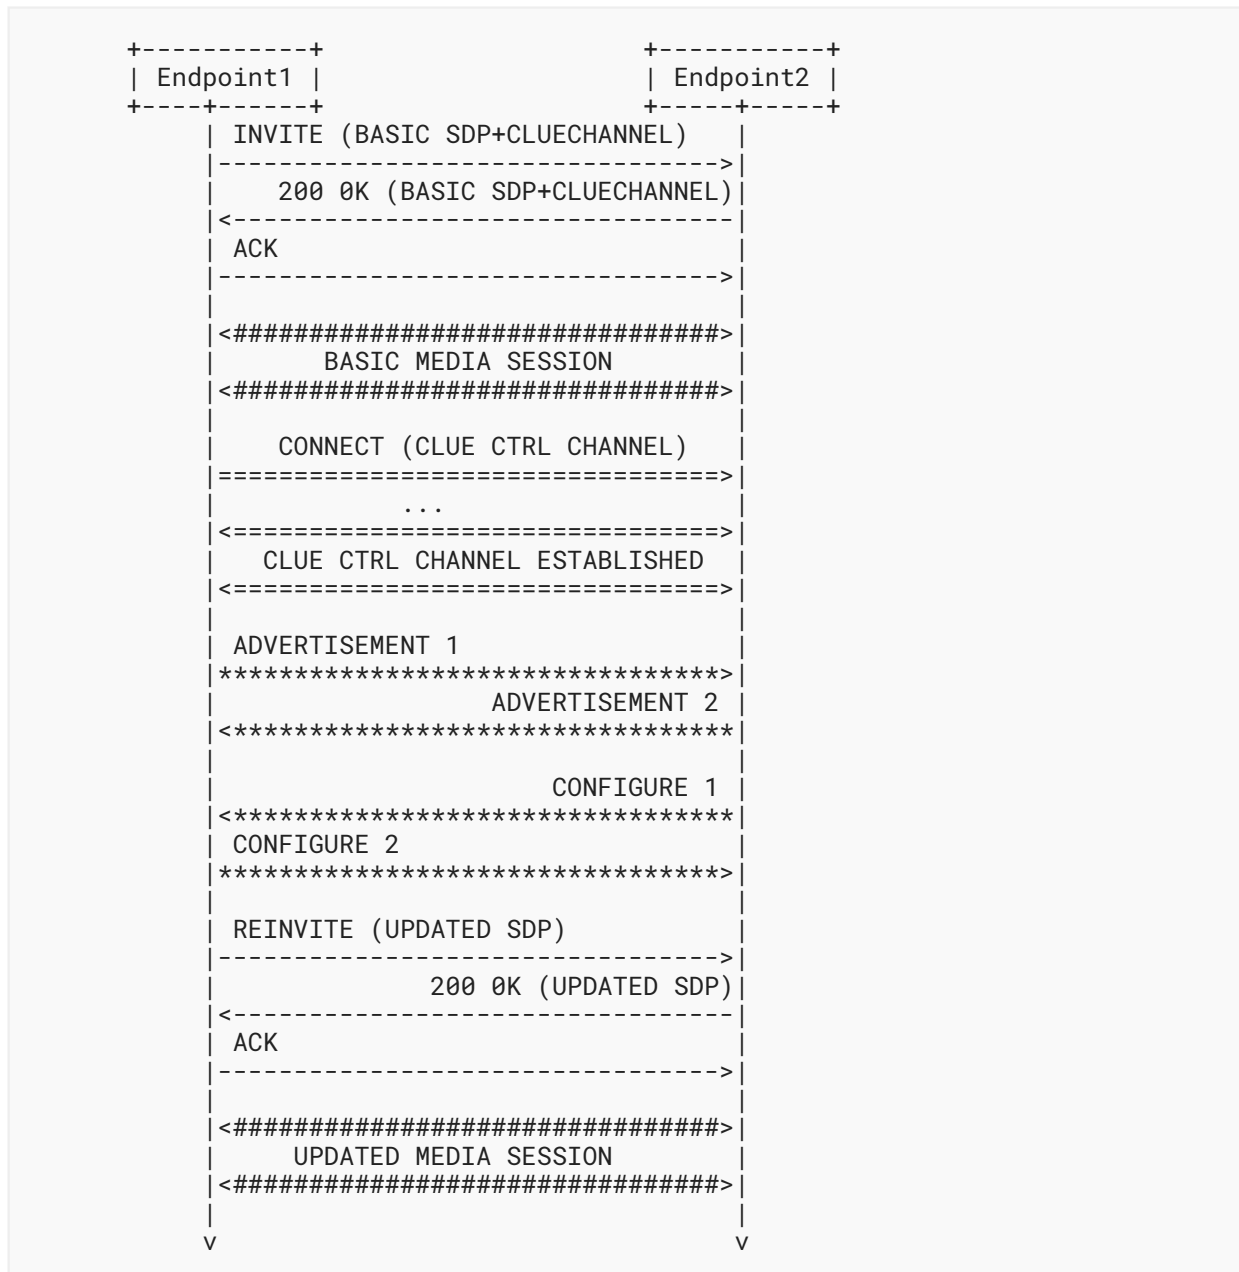 +-----------+                     +-----------+
| Endpoint1 |                     | Endpoint2 |
+----+------+                     +-----+-----+
     | INVITE (BASIC SDP+CLUECHANNEL)   |
     |--------------------------------->|
     |    200 0K (BASIC SDP+CLUECHANNEL)|
     |<---------------------------------|
     | ACK                              |
     |--------------------------------->|
     |                                  |
     |<################################>|
     |       BASIC MEDIA SESSION        |
     |<################################>|
     |                                  |
     |    CONNECT (CLUE CTRL CHANNEL)   |
     |=================================>|
     |            ...                   |
     |<================================>|
     |   CLUE CTRL CHANNEL ESTABLISHED  |
     |<================================>|
     |                                  |
     | ADVERTISEMENT 1                  |
     |*********************************>|
     |                  ADVERTISEMENT 2 |
     |<*********************************|
     |                                  |
     |                      CONFIGURE 1 |
     |<*********************************|
     | CONFIGURE 2                      |
     |*********************************>|
     |                                  |
     | REINVITE (UPDATED SDP)           |
     |--------------------------------->|
     |              200 0K (UPDATED SDP)|
     |<---------------------------------|
     | ACK                              |
     |--------------------------------->|
     |                                  |
     |<################################>|
     |     UPDATED MEDIA SESSION        |
     |<################################>|
     |                                  |
     v                                  v